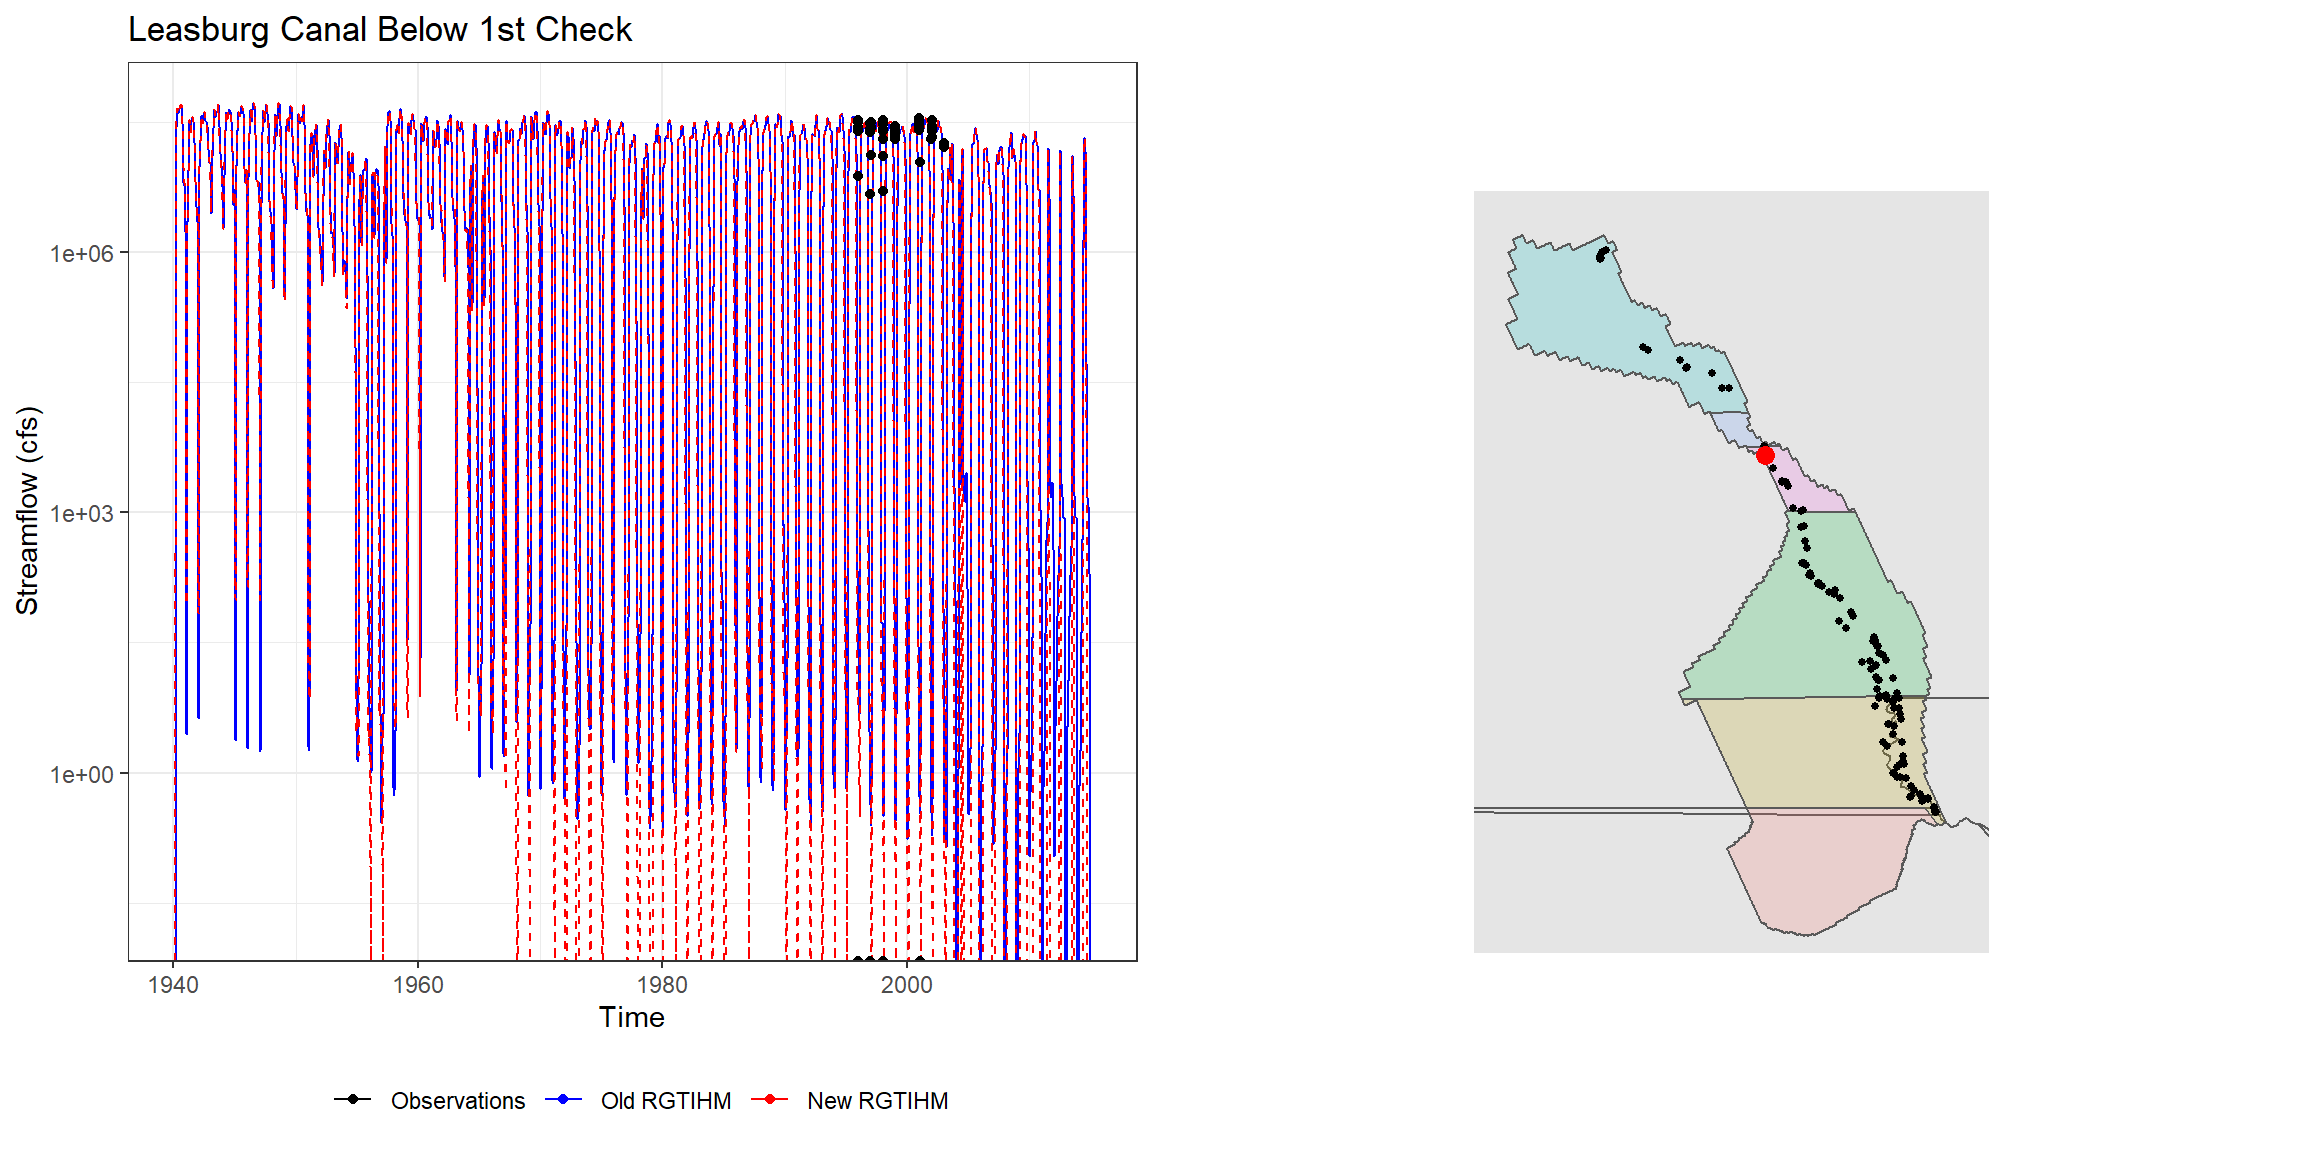 Leasburg Canal Below 1st Check
Streamflow (cfs)
1e+06
1e+03
1e+00
1940 1960 1980 2000
Time
Observations Old RGTIHM New RGTIHM